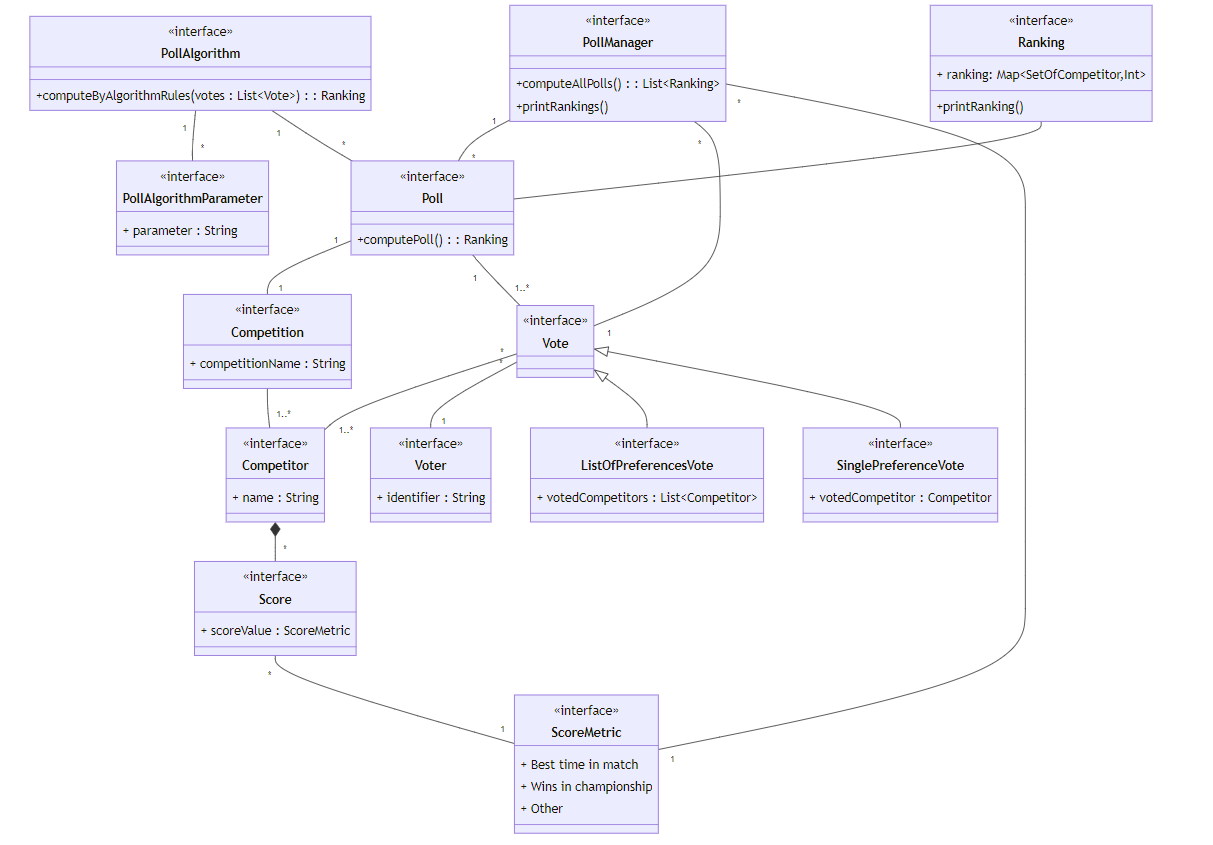 «interface»
PollAlgorithm
+computeByAlgorithmRules(votes : List<Vote>) : : Ranking
«interface»
PollManager
+computeAllPolls() : : List<Ranking>
+printRankings()
«interface»
Ranking
+ ranking: Map<SetOfCompetitor,Int>
+printRanking()
1
*
1
*
1
*
*
*
«interface»
PollAlgorithmParameter
+ parameter : String
«interface»
Poll
+computePoll() : : Ranking
1
1
1
1..*
«interface»
Competition
+ competitionName : String
«interface»
Vote
1
*
*
1..*
1..*
1
«interface»
Competitor
+ name : String
«interface»
Voter
+ identifier : String
«interface»
ListOfPreferencesVote
+ votedCompetitors : List<Competitor>
«interface»
SinglePreferenceVote
+ votedCompetitor : Competitor
*
«interface»
Score
+ scoreValue : ScoreMetric
*
1
1
«interface»
ScoreMetric
+ Best time in match
+ Wins in championship
+ Other